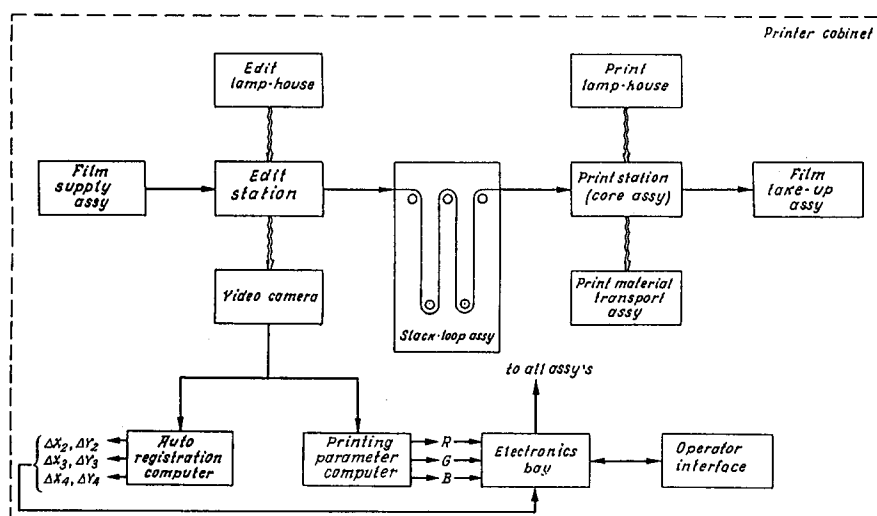 Printer cabinet
Edit
lamp-house
Print
lamp-house
Film
supply
assy
Edit
station
Print station
(core assy)
Film
take-up
assy
Video camera
Slack-loop assy
Print material
transport
assy
to all assy's
ΔX2, ΔY2
ΔX3, ΔY3
ΔX4, ΔY4
Auto
registration
computer
Printing
parameter
computer
R
G
B
Electronics
bay
Operator
interface